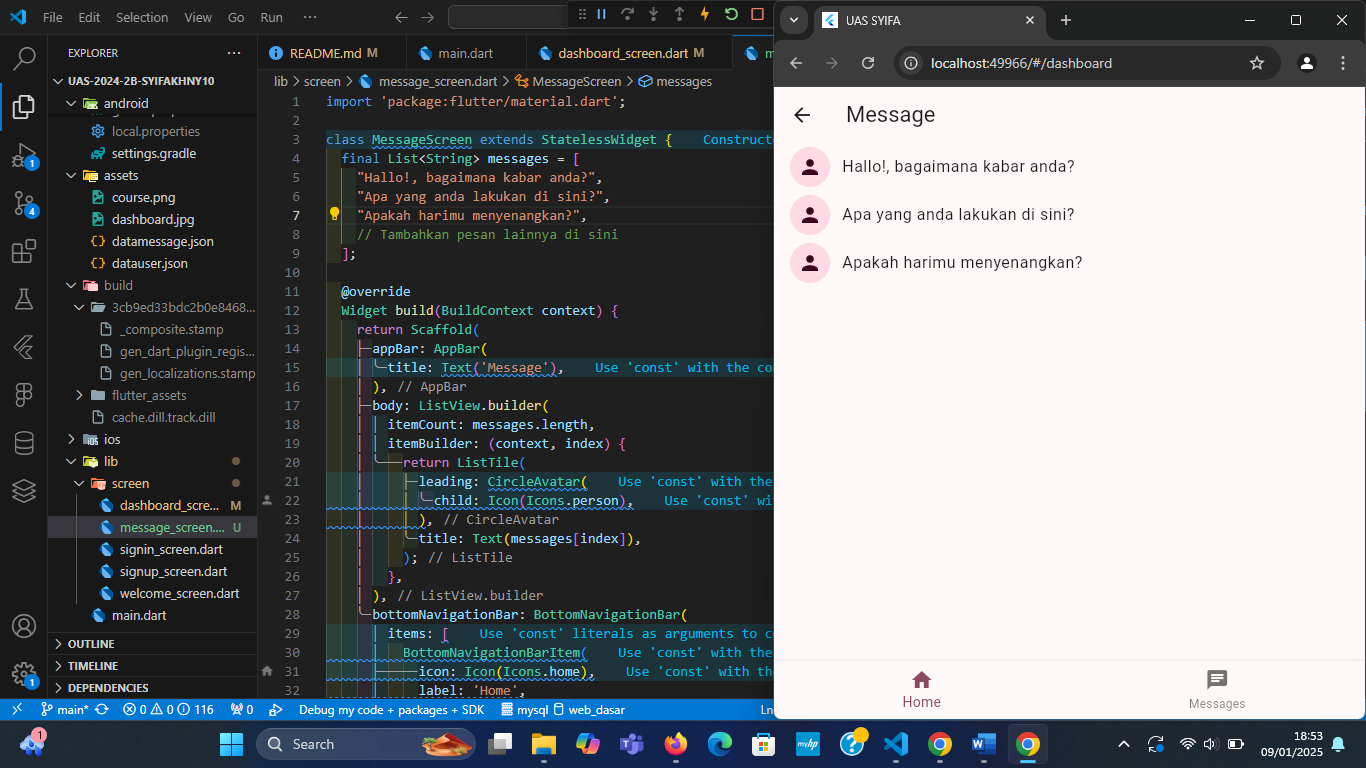 File Edit Selection View Go Run ···
EXPLORER ···
UAS-2024-2B-SYIFAKHNY10
android
local.properties
settings.gradle
assets
course.png
dashboard.jpg
datamessage.json
datauser.json
build
3cb9ed33bdc2b0e8468...
_composite.stamp
gen_dart_plugin_regis...
gen_localizations.stamp
flutter_assets
cache.dill.track.dill
ios
lib
screen
dashboard_scre... M
message_screen.... U
signin_screen.dart
signup_screen.dart
welcome_screen.dart
main.dart
OUTLINE
TIMELINE
DEPENDENCIES
1
4
1
README.md M main.dart dashboard_screen.dart M m
lib > screen > message_screen.dart > MessageScreen > messages
1 import 'package:flutter/material.dart';
2
3 class MessageScreen extends StatelessWidget { Constructo
4 final List<String> messages = [
5 "Hallo!, bagaimana kabar anda?",
6 "Apa yang anda lakukan di sini?",
7 "Apakah harimu menyenangkan?",
8 // Tambahkan pesan lainnya di sini
9 ];
10
11 @override
12 Widget build(BuildContext context) {
13 return Scaffold(
14 appBar: AppBar(
15 title: Text('Message'), Use 'const' with the co
16 ), // AppBar
17 body: ListView.builder(
18 itemCount: messages.length,
19 itemBuilder: (context, index) {
20 return ListTile(
21 leading: CircleAvatar( Use 'const' with the
22 child: Icon(Icons.person), Use 'const' wi
23 ), // CircleAvatar
24 title: Text(messages[index]),
25 ); // ListTile
26 },
27 ), // ListView.builder
28 bottomNavigationBar: BottomNavigationBar(
29 items: [ Use 'const' literals as arguments to co
30 BottomNavigationBarItem( Use 'const' with the
31 icon: Icon(Icons.home), Use 'const' with the
32 label: 'Home',
main* 0 0 116 0 Debug my code + packages + SDK mysql web_dasar Ln
UAS SYIFA
localhost:49966/#/dashboard
Message
Hallo!, bagaimana kabar anda?
Apa yang anda lakukan di sini?
Apakah harimu menyenangkan?
Home
Messages
1
Search
18:53
09/01/2025